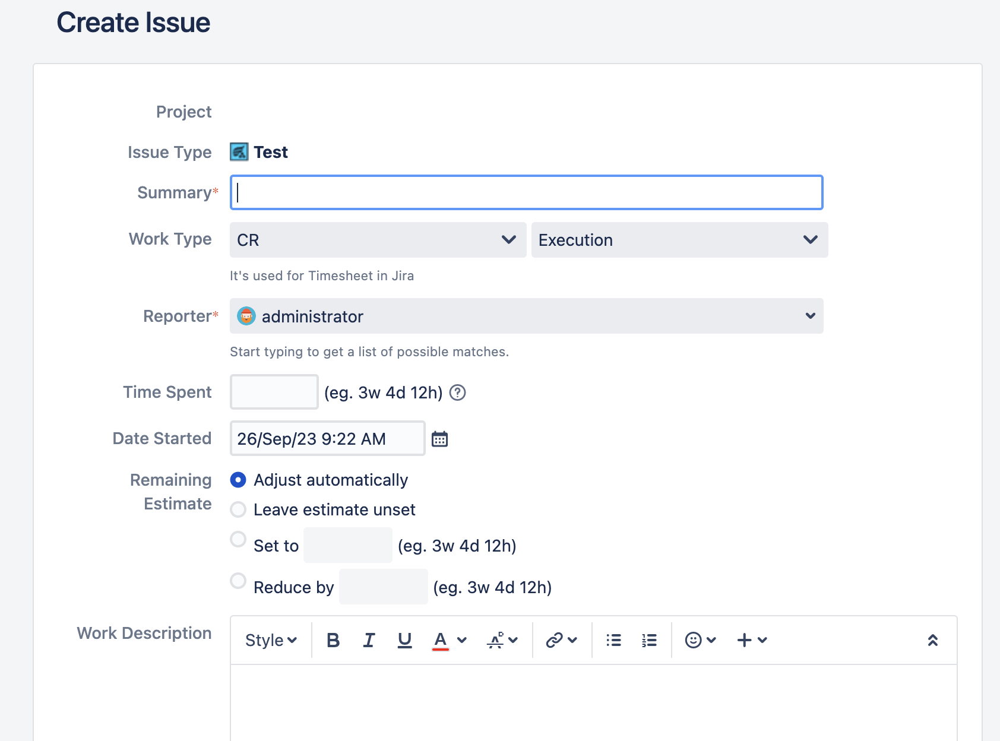 Create Issue
Project
Issue Type Test
Summary*
Work Type CR Execution
It's used for Timesheet in Jira
Reporter* administrator
Start typing to get a list of possible matches.
Time Spent (eg. 3w 4d 12h) ?
Date Started 26/Sep/23 9:22 AM
Remaining Estimate Adjust automatically
Leave estimate unset
Set to (eg. 3w 4d 12h)
Reduce by (eg. 3w 4d 12h)
Work Description Style B I U A